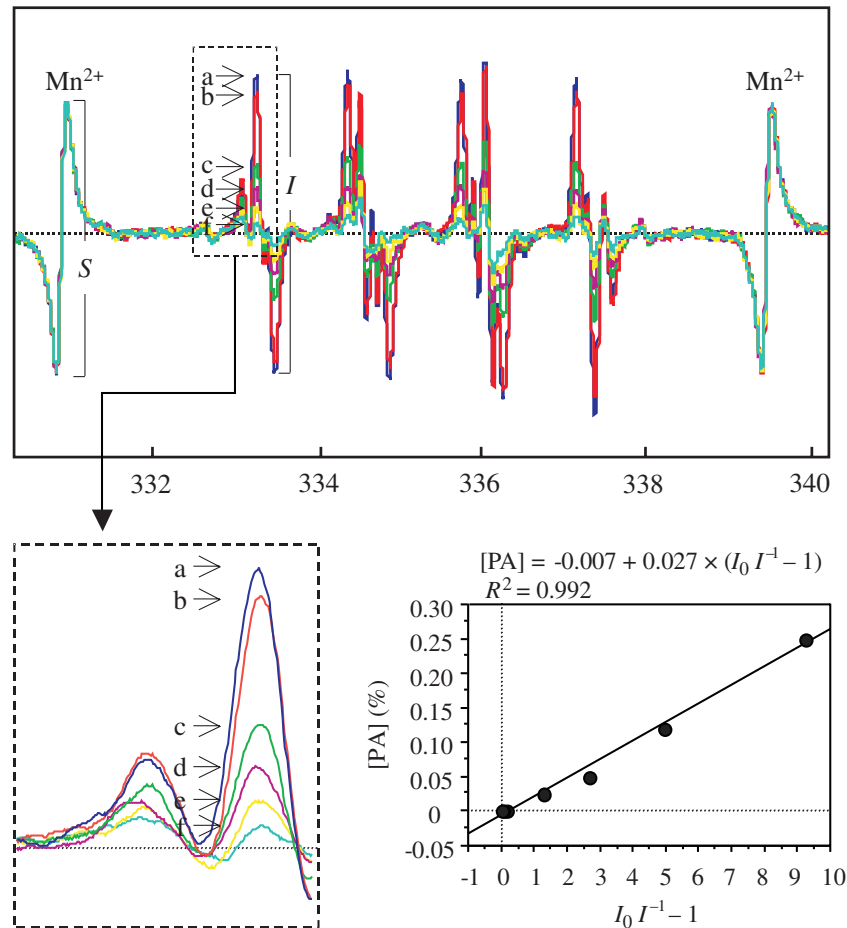 Mn²⁺
Mn²⁺
a
b
c
d
e
f
I
S
332
334
336
338
340
a
b
c
d
e
f
[PA] = -0.007 + 0.027 × (I₀ I⁻¹ – 1)
R² = 0.992
0.30
0.25
0.20
0.15
0.10
0.05
0
-0.05
[PA] (%)
-1 0 1 2 3 4 5 6 7 8 9 10
I₀ I⁻¹ – 1